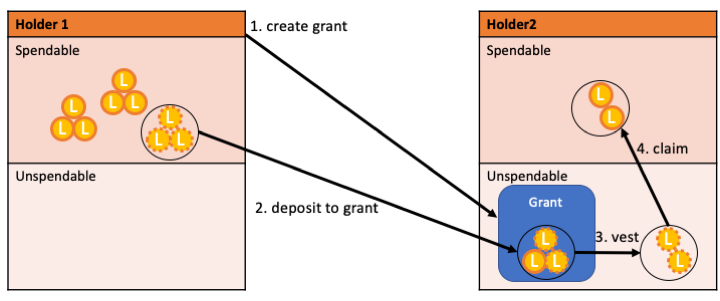 Holder 1
1. create grant
Holder2
Spendable
Spendable
L
L L
L
L L
L
L L
L
L
4. claim
Unspendable
Unspendable
2. deposit to grant
Grant
3. vest
L
L L
L
L